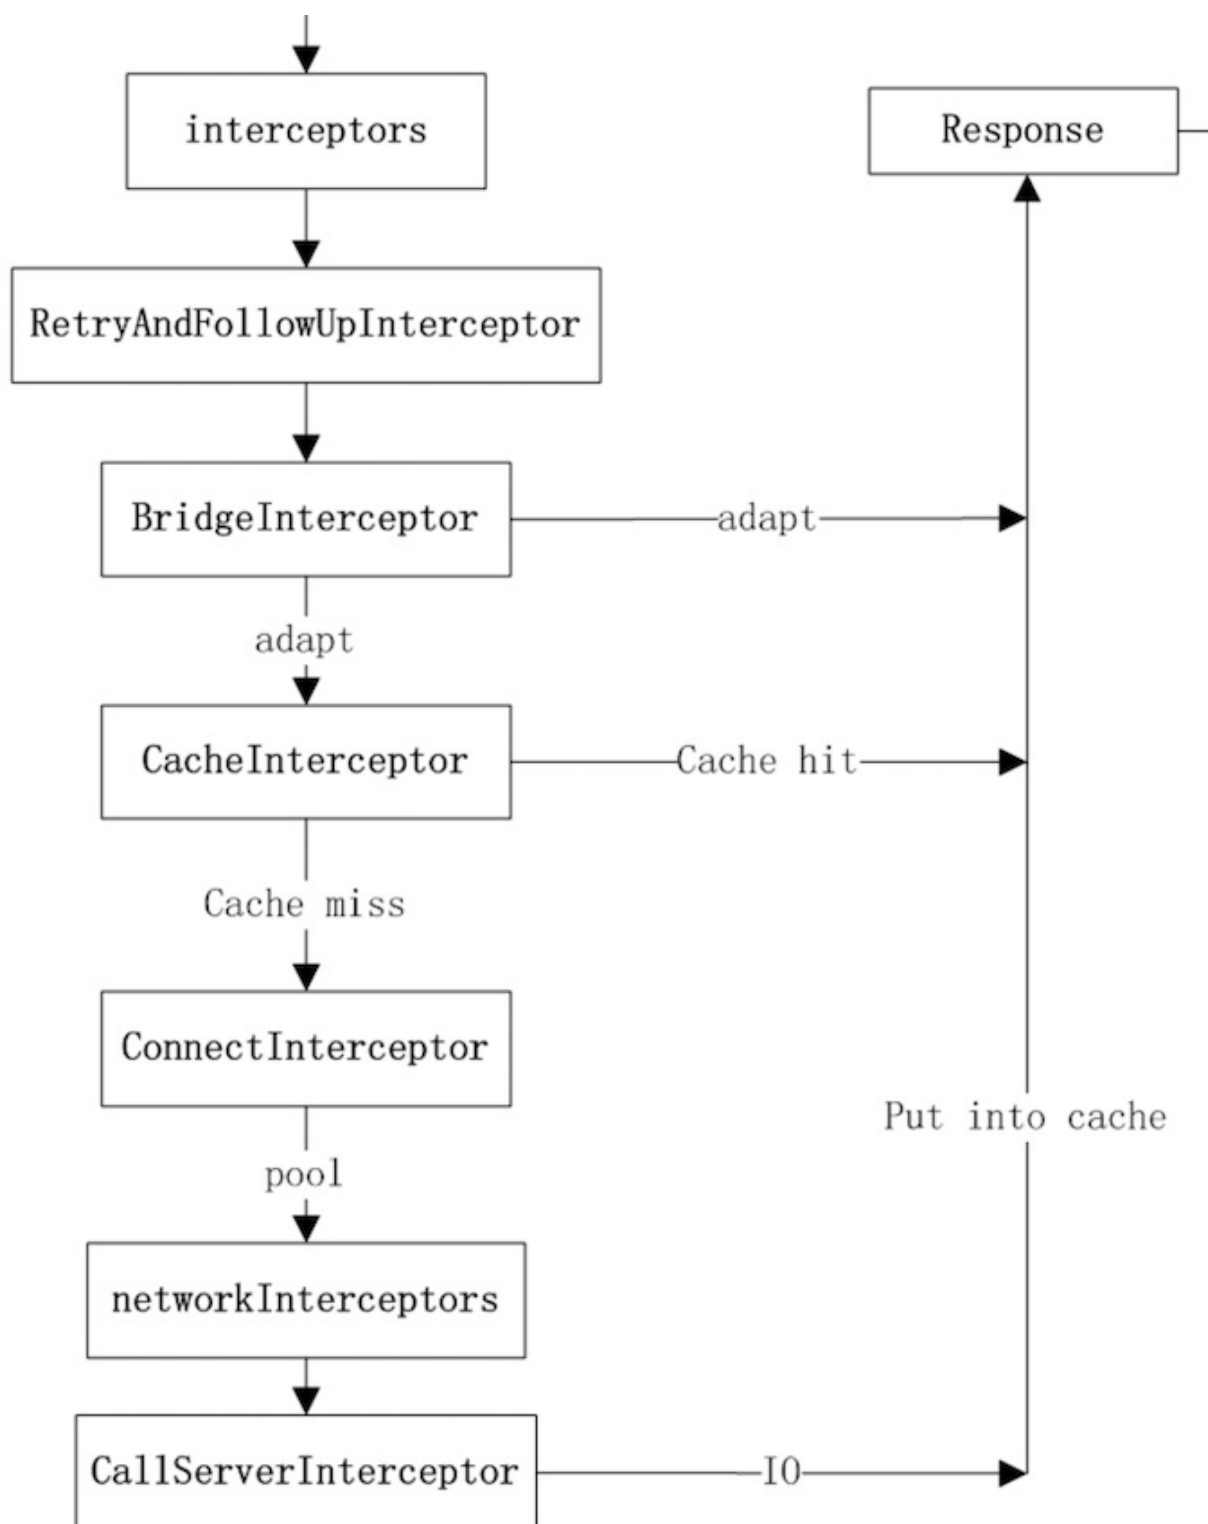 interceptors
Response
RetryAndFollowUpInterceptor
BridgeInterceptor
adapt
adapt
CacheInterceptor
Cache hit
Cache miss
ConnectInterceptor
Put into cache
pool
networkInterceptors
CallServerInterceptor
IO